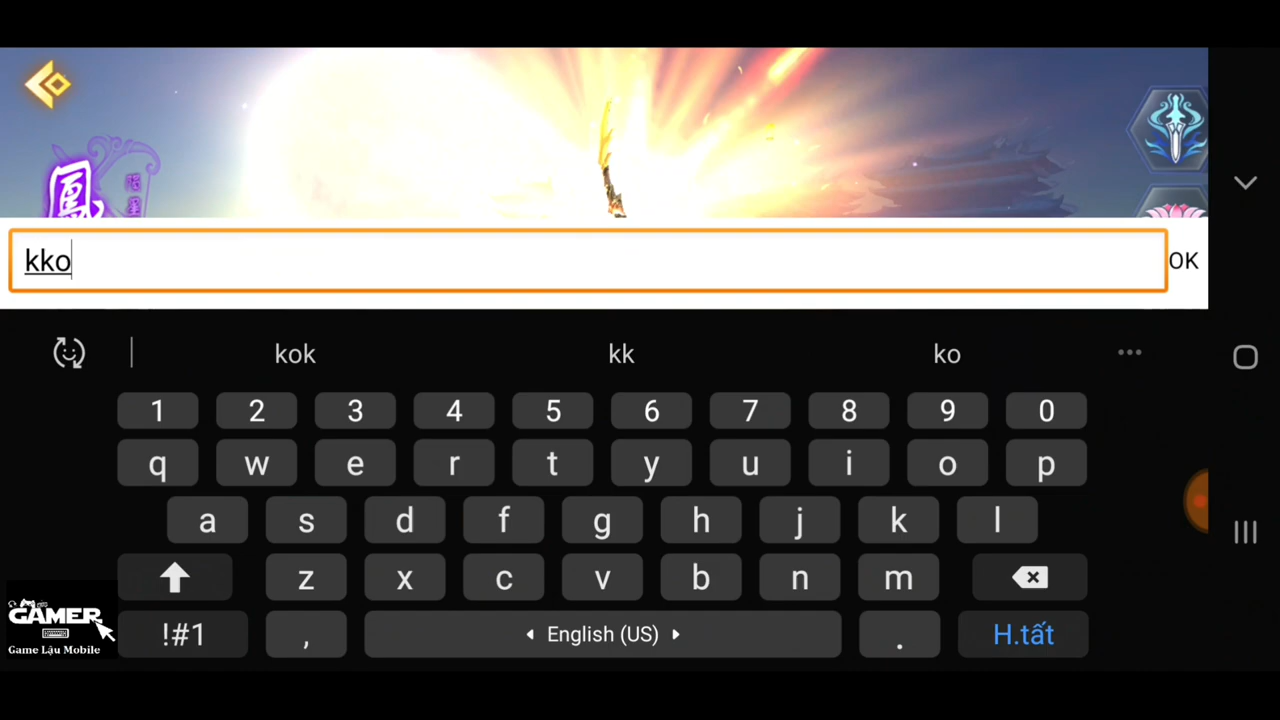 鳳
kko
OK
kok
kk
ko
1 2 3 4 5 6 7 8 9 0
q w e r t y u i o p
a s d f g h j k l
z x c v b n m
!#1 , English (US) . H.tất
GAMER
Game Lậu Mobile